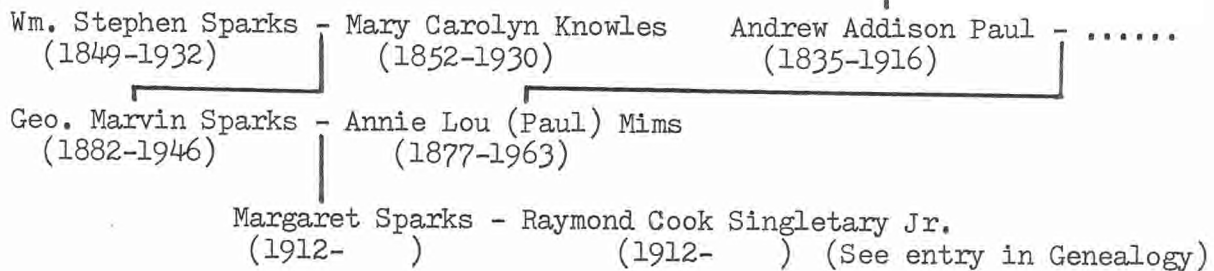 Wm. Stephen Sparks - Mary Carolyn Knowles Andrew Addison Paul - ......
(1849-1932) (1852-1930) (1835-1916)
Geo. Marvin Sparks - Annie Lou (Paul) Mims
(1882-1946) (1877-1963)
Margaret Sparks - Raymond Cook Singletary Jr.
(1912- ) (1912- ) (See entry in Genealogy)